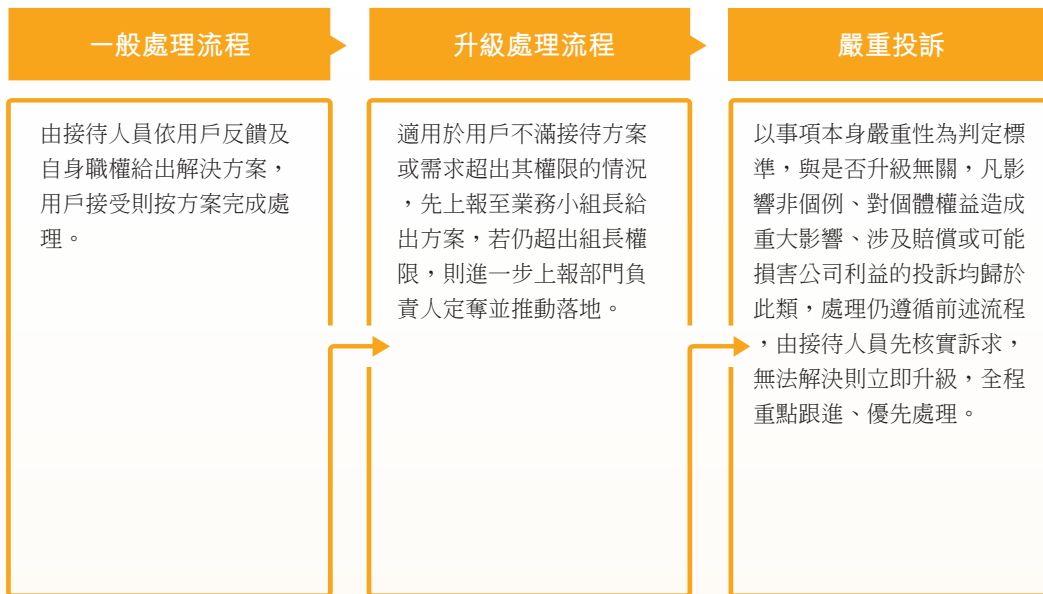 一般處理流程
由接待人員依用戶反饋及
自身職權給出解決方案，
用戶接受則按方案完成處
理。
升級處理流程
適用於用戶不滿接待方案
或需求超出其權限的情況
，先上報至業務小組長給
出方案，若仍超出組長權
限，則進一步上報部門負
責人定奪並推動落地。
嚴重投訴
以事項本身嚴重性為判定標
準，與是否升級無關，凡影
響非個例、對個體權益造成
重大影響、涉及賠償或可能
損害公司利益的投訴均歸於
此類，處理仍遵循前述流程
，由接待人員先核實訴求，
無法解決則立即升級，全程
重點跟進、優先處理。